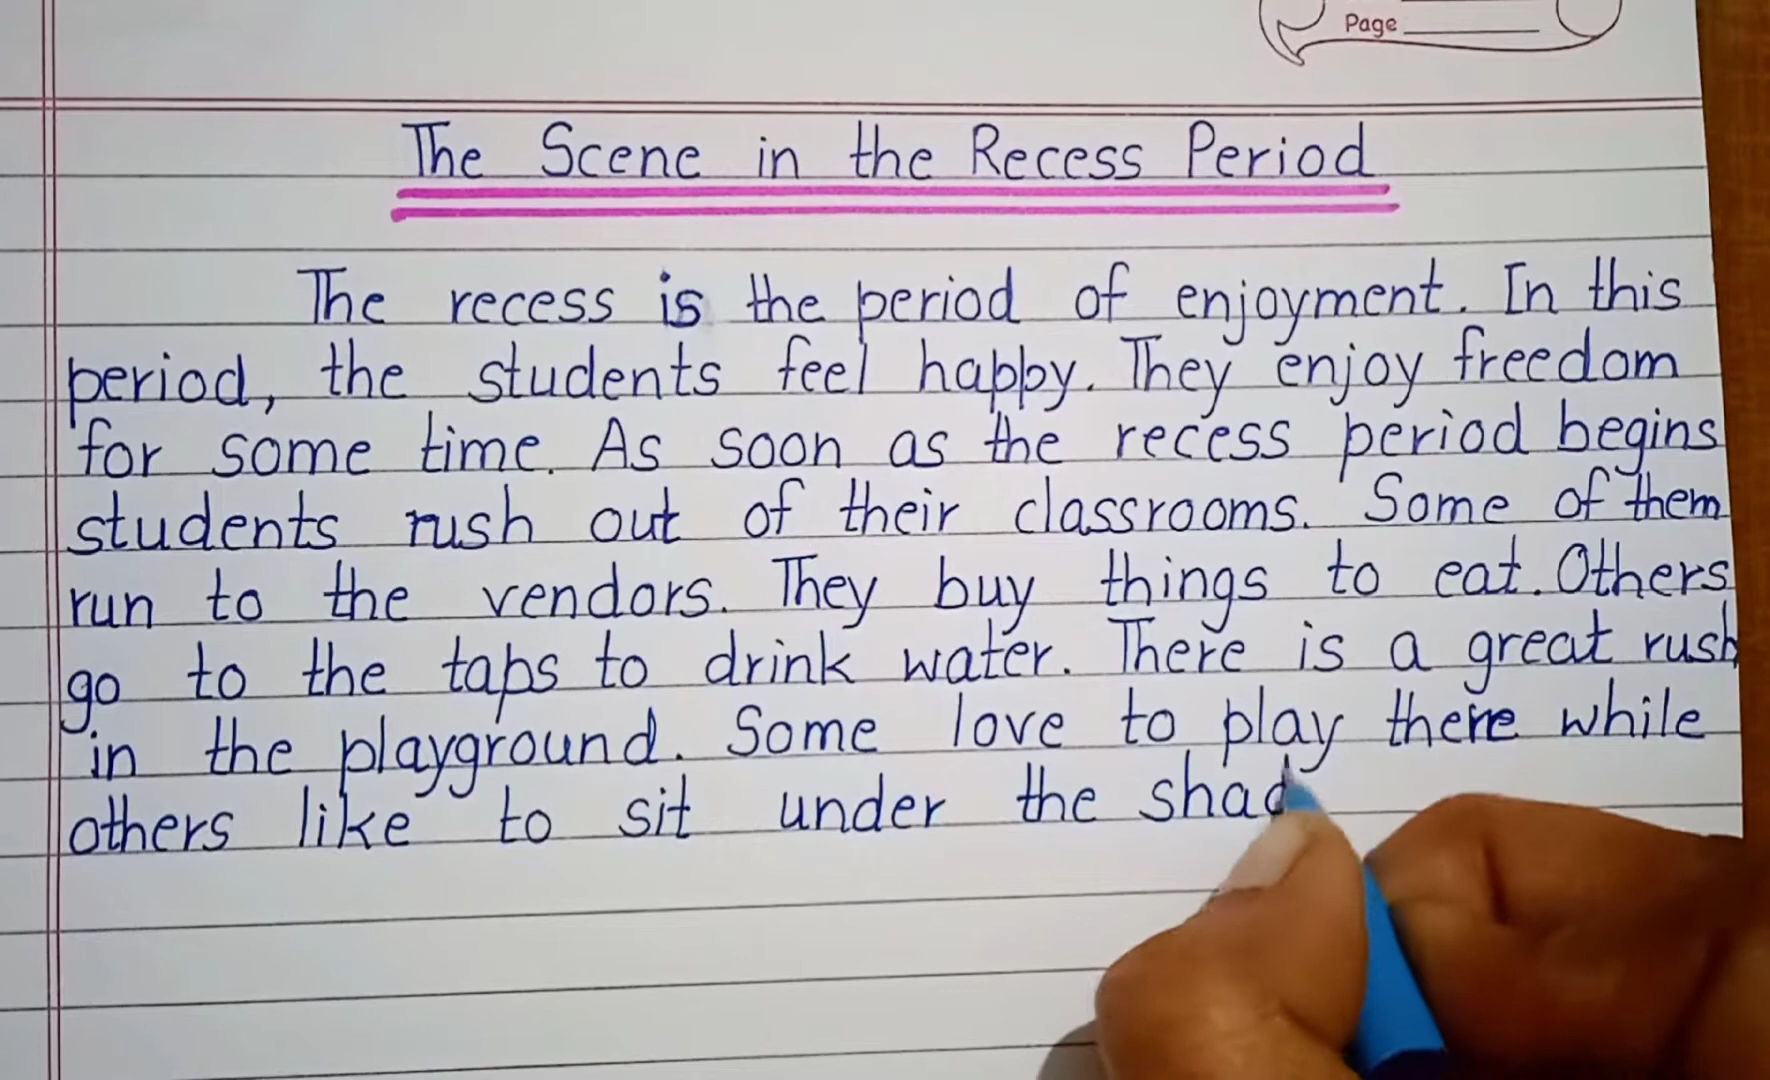 Page
The Scene in the Recess Period
The recess is the period of enjoyment. In this
period, the students feel happy. They enjoy freedom
for some time. As soon as the recess period begins
students rush out of their classrooms. Some of them
run to the vendors. They buy things to eat. Others
go to the taps to drink water. There is a great rush
in the playground. Some love to play there while
others like to sit under the shad